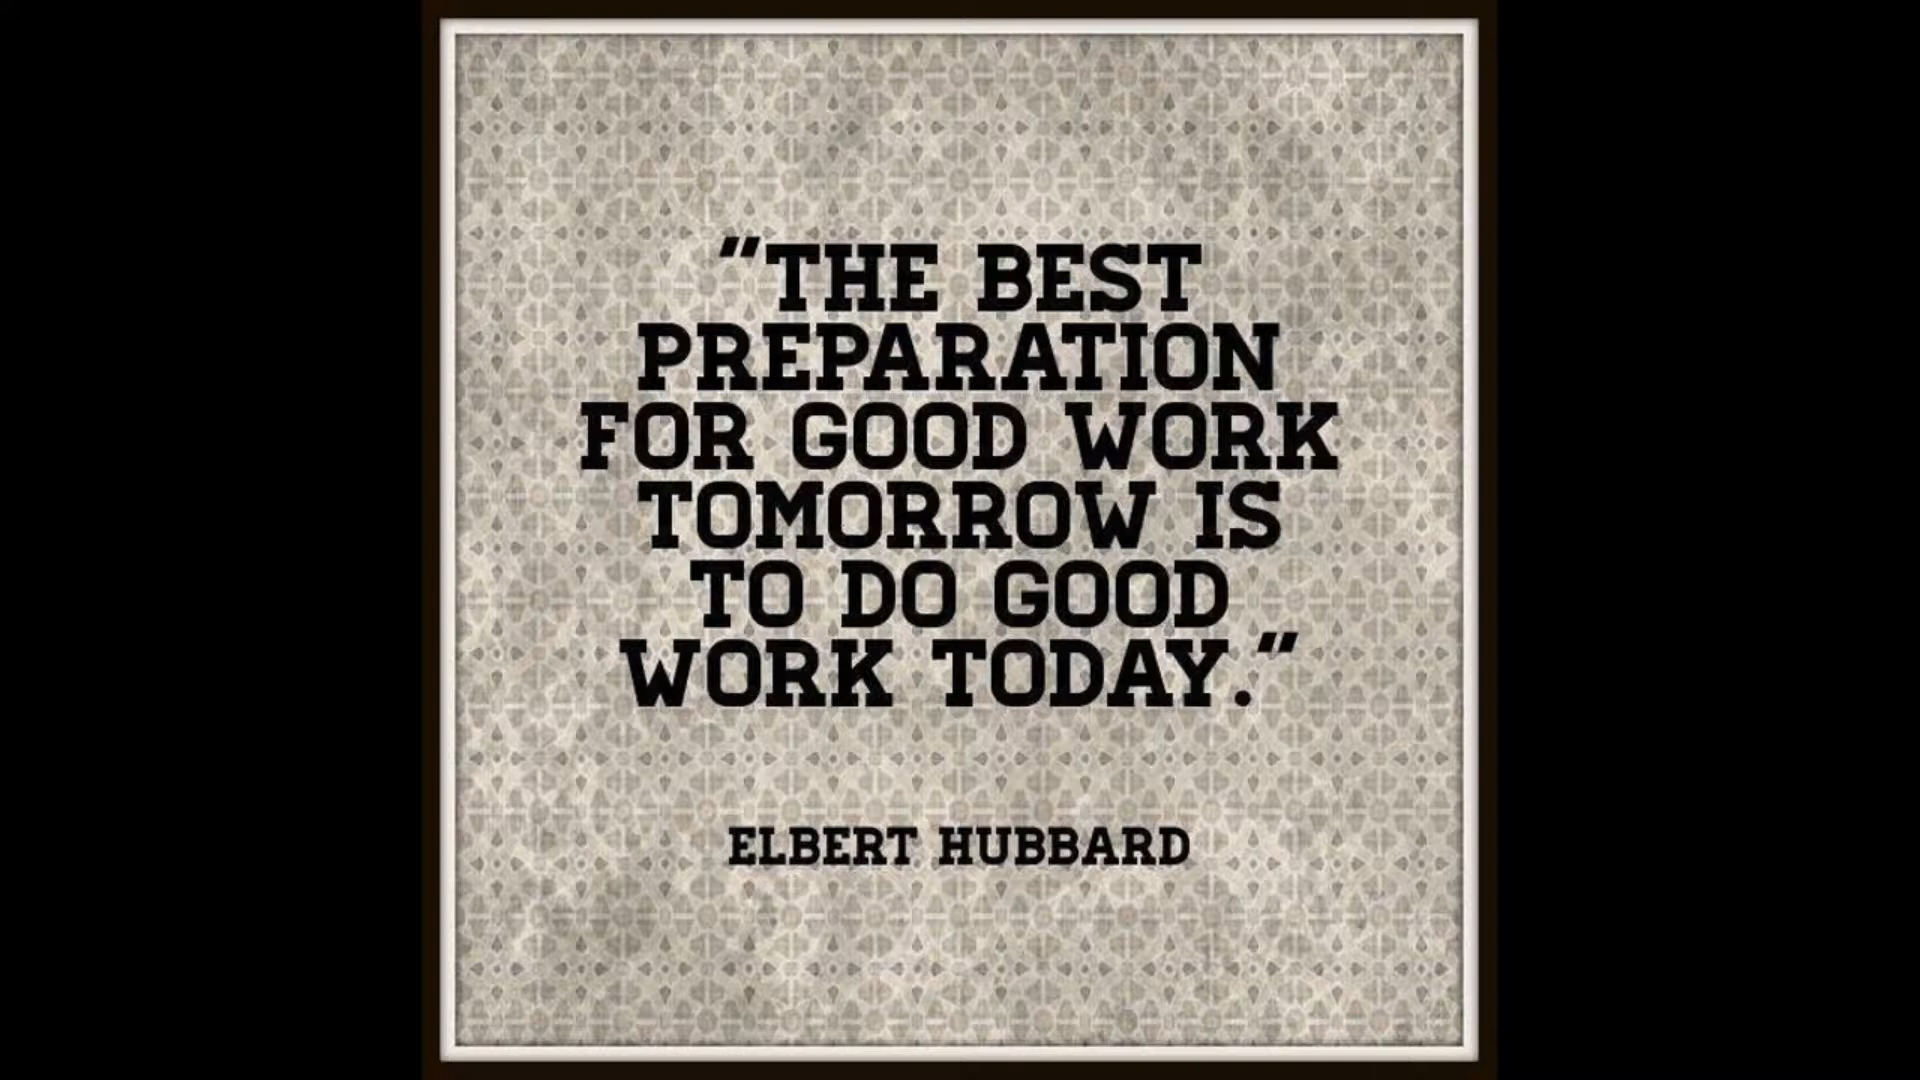 "THE BEST
PREPARATION
FOR GOOD WORK
TOMORROW IS
TO DO GOOD
WORK TODAY."
ELBERT HUBBARD